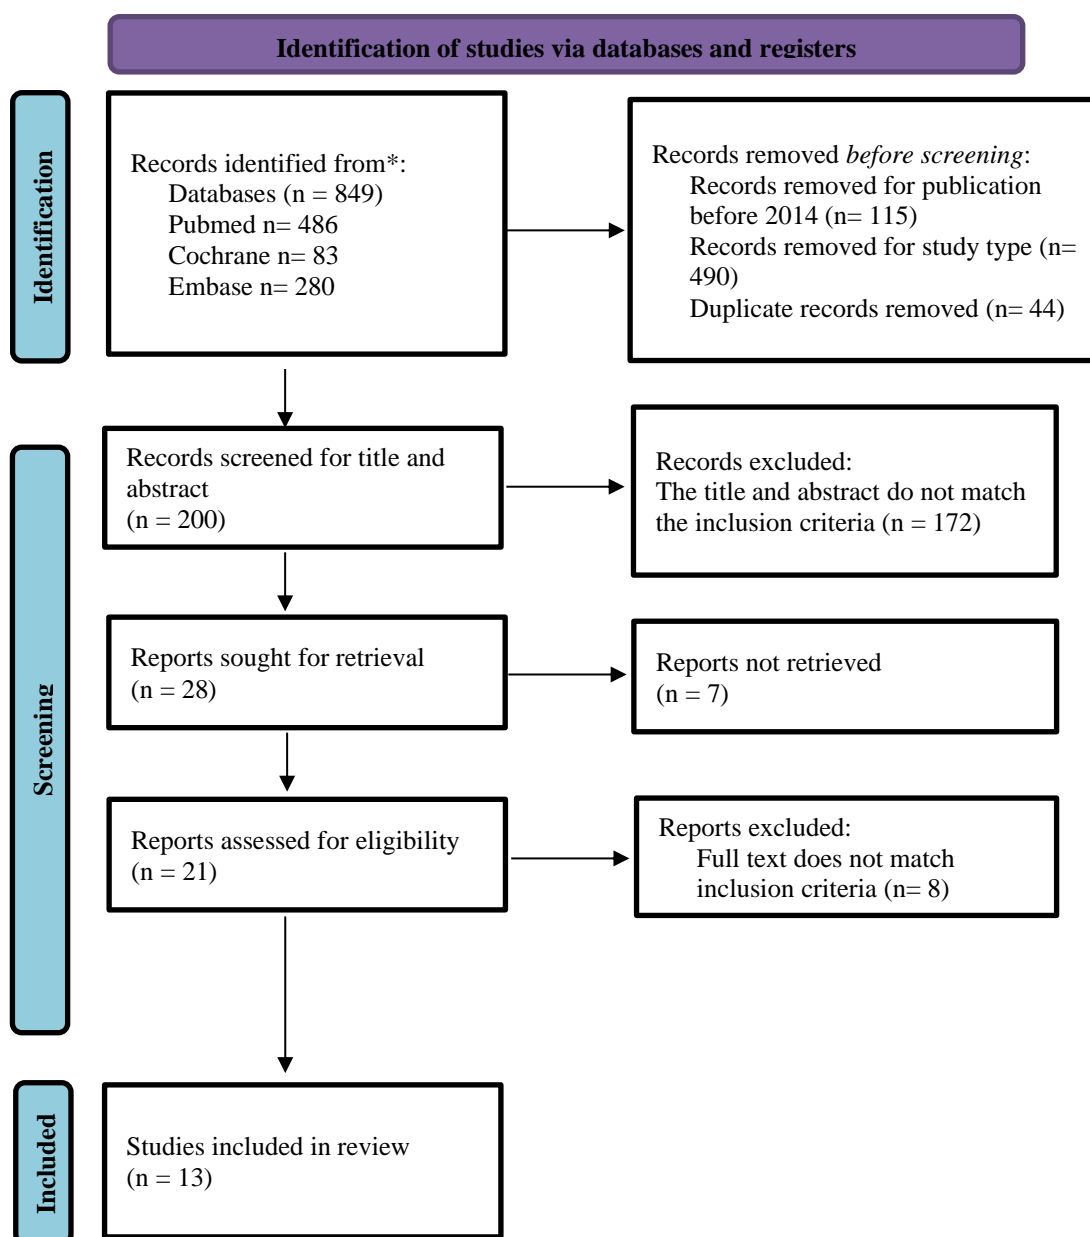 Identification of studies via databases and registers
Identification
Records identified from*:
Databases (n = 849)
Pubmed n= 486
Cochrane n= 83
Embase n= 280
Records removed before screening:
Records removed for publication
before 2014 (n= 115)
Records removed for study type (n=
490)
Duplicate records removed (n= 44)
Screening
Records screened for title and
abstract
(n = 200)
Records excluded:
The title and abstract do not match
the inclusion criteria (n = 172)
Reports sought for retrieval
(n = 28)
Reports not retrieved
(n = 7)
Reports assessed for eligibility
(n = 21)
Reports excluded:
Full text does not match
inclusion criteria (n= 8)
Included
Studies included in review
(n = 13)